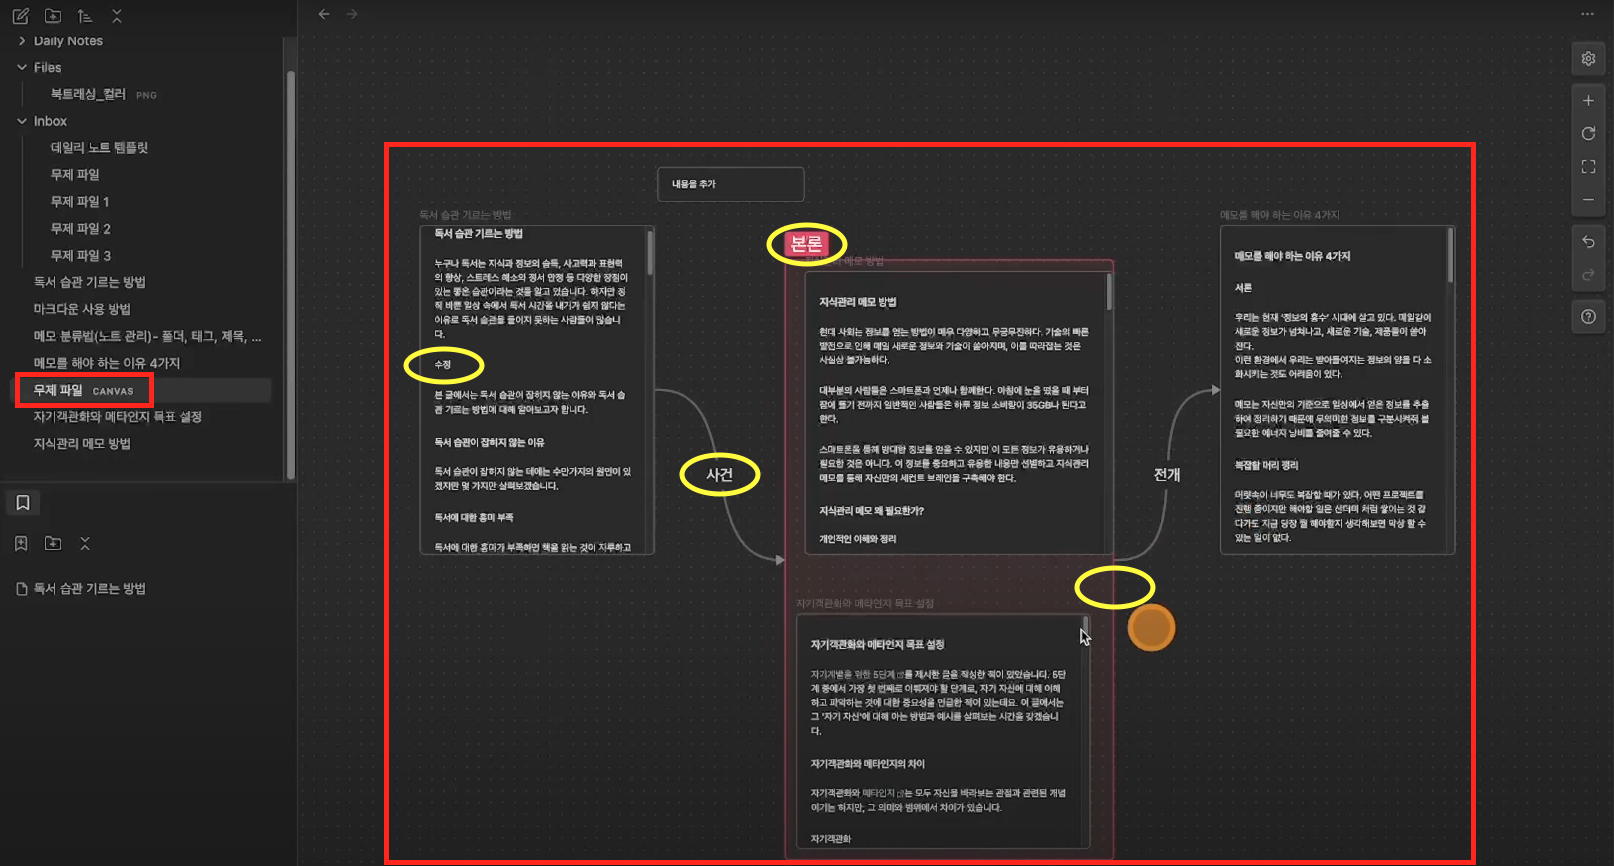 Daily Notes
Files
북트레싱_컬러 PNG
Inbox
데일리 노트 템플릿
무제 파일
무제 파일 1
무제 파일 2
무제 파일 3
독서 습관 기르는 방법
마크다운 사용 방법
메모 분류법(노트 관리)- 폴더, 태그, 제목, ...
메모를 해야 하는 이유 4가지
무제 파일 CANVAS
자기객관화와 메타인지 목표 설정
지식관리 메모 방법
독서 습관 기르는 방법
내용을 추가
독서 습관 기르는 방법
독서 습관 기르는 방법
누구나 독서는 지식과 정보의 습득, 사고력과 표현력
의 향상, 스트레스 해소와 정서 안정 등 다양한 장점이
있는 좋은 습관이라는 것을 알고 있습니다. 하지만 정
작 바쁜 일상 속에서 독서 시간을 내기가 쉽지 않다는
이유로 독서 습관을 들이지 못하는 사람들이 많습니
다.
수정
본 글에서는 독서 습관이 잡히지 않는 이유와 독서 습
관 기르는 방법에 대해 알아보고자 합니다.
독서 습관이 잡히지 않는 이유
독서 습관이 잡히지 않는 데에는 수만가지의 원인이 있
겠지만 몇 가지만 살펴보겠습니다.
독서에 대한 흥미 부족
독서에 대한 흥미가 부족하면 책을 읽는 것이 지루하고
사건
본론
메모 방법
지식관리 메모 방법
현대 사회는 정보를 얻는 방법이 매우 다양하고 무궁무진하다. 기술의 빠른
발전으로 인해 매일 새로운 정보와 기술이 쏟아지며, 이를 따라잡는 것은
사실상 불가능하다.
대부분의 사람들은 스마트폰과 언제나 함께한다. 아침에 눈을 떴을 때 부터
잠에 들기 전까지 일반적인 사람들은 하루 정보 소비량이 35GB나 된다고
한다.
스마트폰을 통해 방대한 정보를 얻을 수 있지만 이 모든 정보가 유용하거나
필요한 것은 아니다. 이 정보를 중요하고 유용한 내용만 선별하고 지식관리
메모를 통해 자신만의 세컨드 브레인을 구축해야 한다.
지식관리 메모 왜 필요한가?
개인적인 이해와 정리
자기객관화와 메타인지 목표 설정
자기객관화와 메타인지 목표 설정
자기계발을 위한 5단계를 제시한 글을 작성한 적이 있었습니다. 5단
계 중에서 가장 첫 번째로 이뤄져야 할 단계로, 자기 자신에 대해 이해
하고 파악하는 것에 대한 중요성을 언급한 적이 있는데요. 이 글에서는
그 '자기 자신'에 대해 아는 방법과 예시를 살펴보는 시간을 갖겠습니
다.
자기객관화와 메타인지의 차이
자기객관화와 메타인지는 모두 자신을 바라보는 관점과 관련된 개념
이기는 하지만, 그 의미와 범위에서 차이가 있습니다.
자기객관화
전개
메모를 해야 하는 이유 4가지
메모를 해야 하는 이유 4가지
서론
우리는 현재 '정보의 홍수' 시대에 살고 있다. 매일같이
새로운 정보가 넘쳐나고, 새로운 기술, 제품들이 쏟아
진다.
이런 환경에서 우리는 받아들여지는 정보의 양을 다 소
화시키는 것도 어려움이 있다.
메모는 자신만의 기준으로 일상에서 얻은 정보를 추출
하여 정리하기 때문에 무의미한 정보를 구분시켜서 불
필요한 에너지 낭비를 줄여줄 수 있다.
복잡함 머리 정리
머릿속이 너무도 복잡할 때가 있다. 어떤 프로젝트를
진행 중이지만 해야할 일은 산더미 처럼 쌓이는 것 같
다가도 지금 당장 뭘 해야할지 생각해보면 막상 할 수
있는 일이 없다.